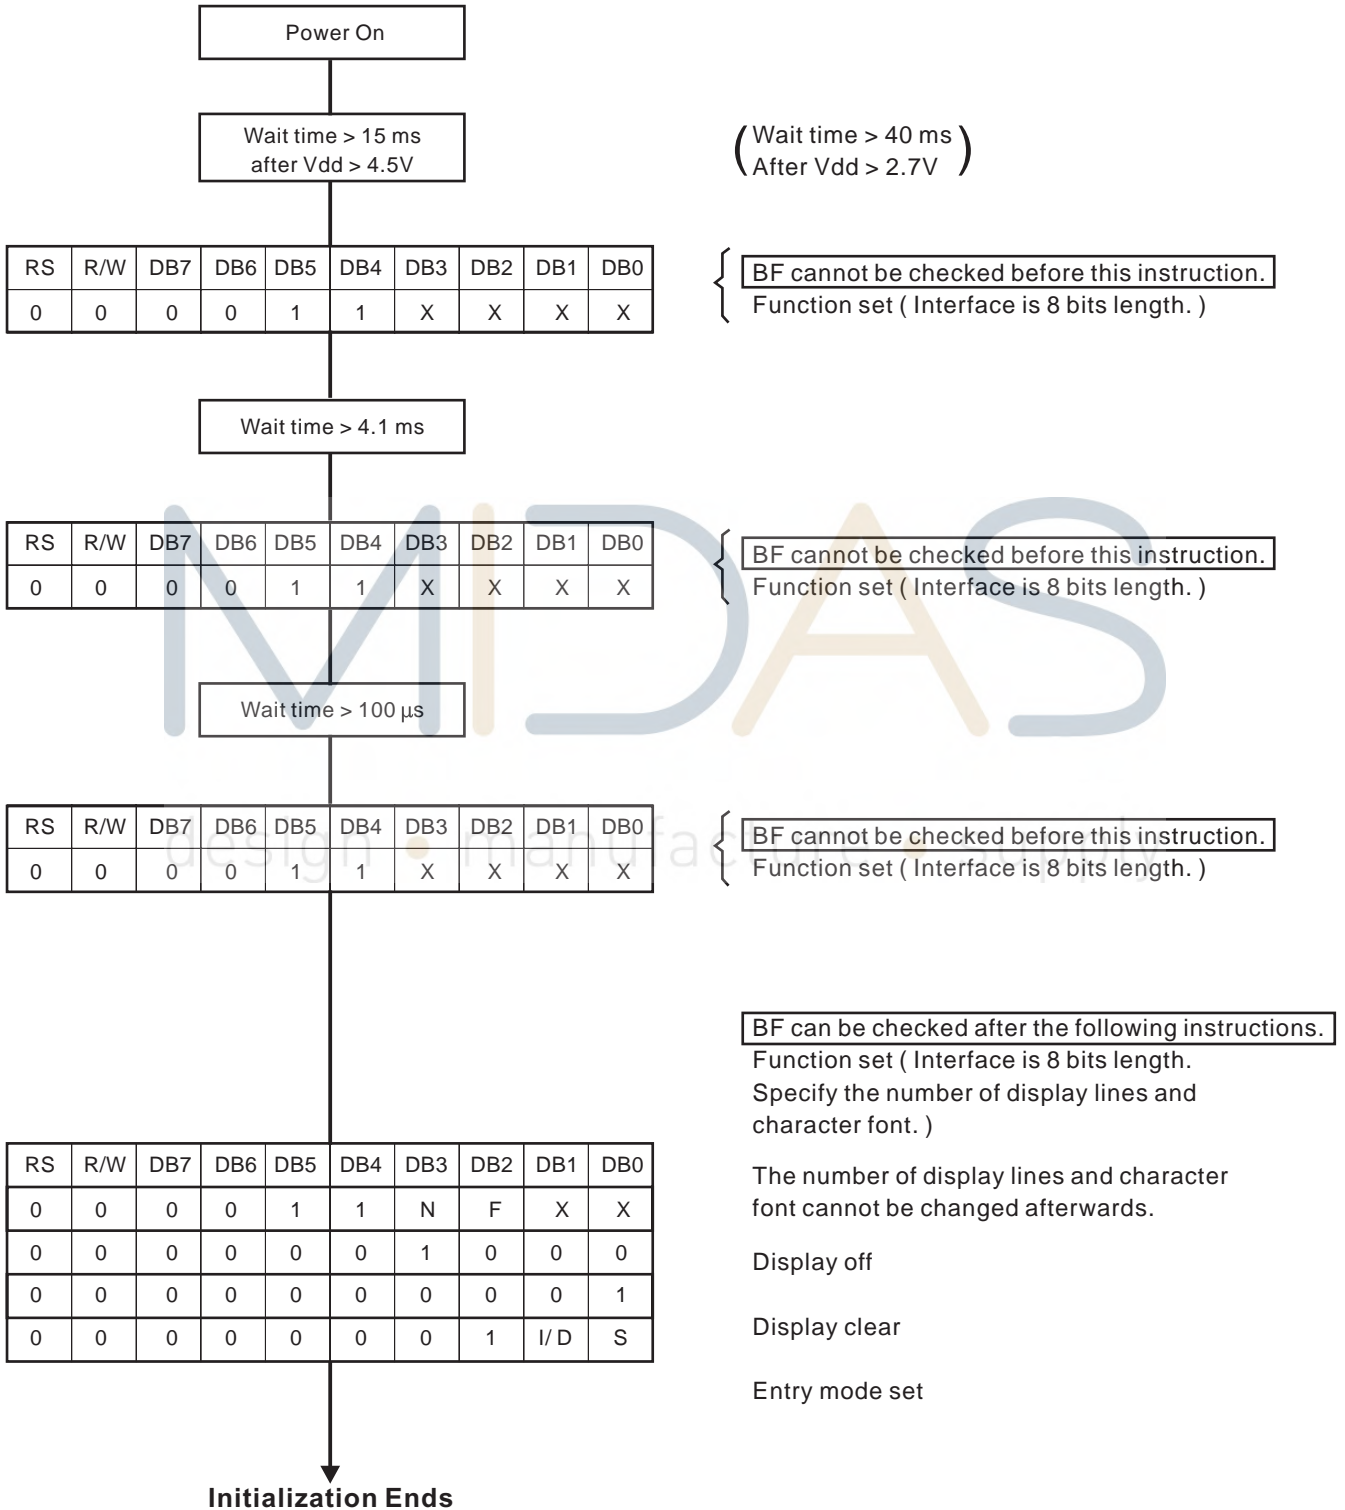 Power On
Wait time > 15 ms
after Vdd > 4.5V
(Wait time > 40 ms
After Vdd > 2.7V)
RS R/W DB7 DB6 DB5 DB4 DB3 DB2 DB1 DB0
0 0 0 0 1 1 X X X X
BF cannot be checked before this instruction.
Function set ( Interface is 8 bits length. )
Wait time > 4.1 ms
MIDAS
RS R/W DB7 DB6 DB5 DB4 DB3 DB2 DB1 DB0
0 0 0 0 1 1 X X X X
BF cannot be checked before this instruction.
Function set ( Interface is 8 bits length. )
Wait time > 100 µs
design • manufacture • supply
RS R/W DB7 DB6 DB5 DB4 DB3 DB2 DB1 DB0
0 0 0 0 1 1 X X X X
BF cannot be checked before this instruction.
Function set ( Interface is 8 bits length. )
BF can be checked after the following instructions.
Function set ( Interface is 8 bits length.
Specify the number of display lines and
character font. )
The number of display lines and character
font cannot be changed afterwards.
Display off
Display clear
Entry mode set
RS R/W DB7 DB6 DB5 DB4 DB3 DB2 DB1 DB0
0 0 0 0 1 1 N F X X
0 0 0 0 0 0 1 0 0 0
0 0 0 0 0 0 0 0 0 1
0 0 0 0 0 0 0 1 I/D S
Initialization Ends